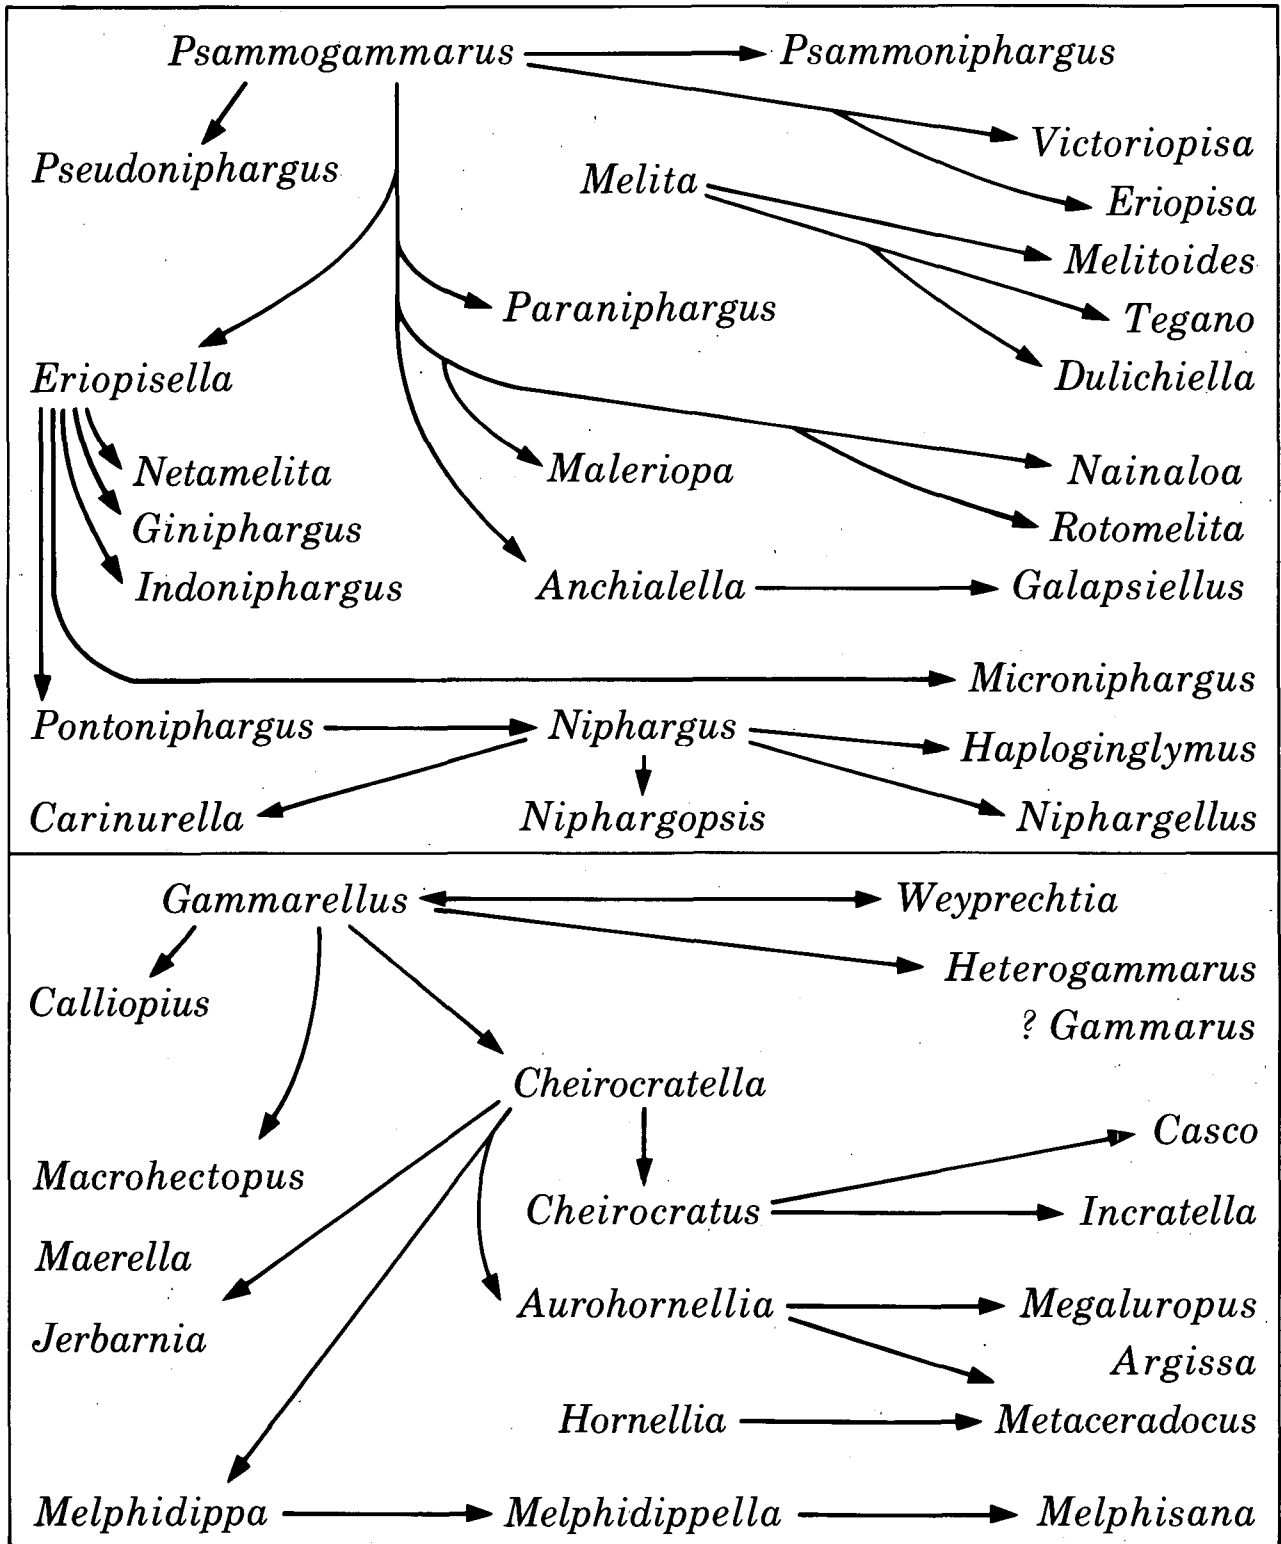 Psammogammarus Psammoniphargus
Victoriopisa
Pseudoniphargus Melita
Eriopisa
Melitoides
Paraniphargus Tegano
Eriopisella Dulichiella
Netamelita Maleriopa Nainaloa
Giniphargus Rotomelita
Indoniphargus Anchialella Galapsiellus
Microniphargus
Pontoniphargus Niphargus Haploginglymus
Carinurella Niphargopsis Niphargellus
Gammarellus Weyprechtia
Heterogammarus
Calliopius ? Gammarus
Cheirocratella
Casco
Macrohectopus
Cheirocratus Incratella
Maerella
Aurohornellia Megaluropus
Jerbarnia
Argissa
Hornellia Metaceradocus
Melphidippa Melphidippella Melphisana